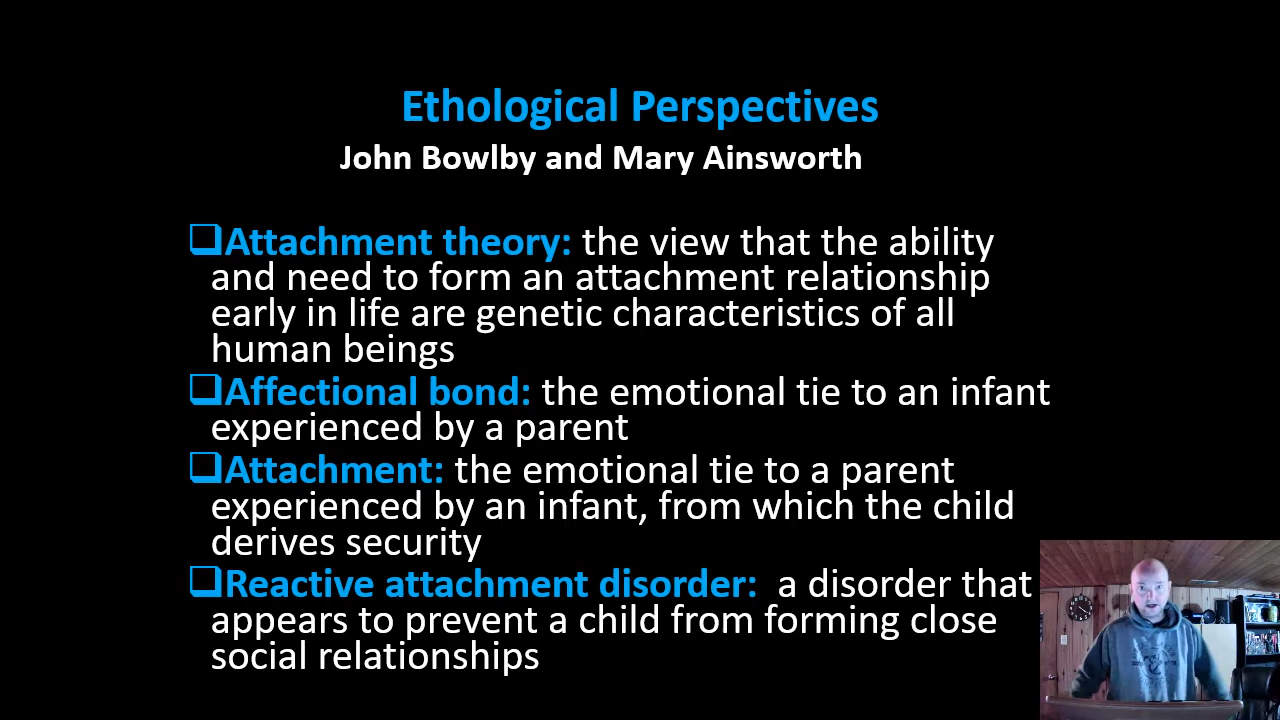 Ethological Perspectives
John Bowlby and Mary Ainsworth
Attachment theory: the view that the ability
and need to form an attachment relationship
early in life are genetic characteristics of all
human beings
Affectional bond: the emotional tie to an infant
experienced by a parent
Attachment: the emotional tie to a parent
experienced by an infant, from which the child
derives security
Reactive attachment disorder: a disorder that
appears to prevent a child from forming close
social relationships